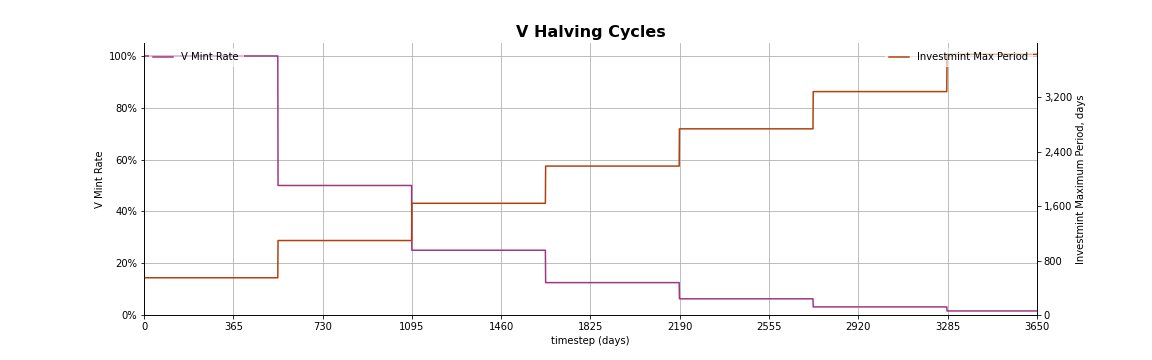 V Halving Cycles
100%
80%
60%
40%
20%
0%
V Mint Rate
V Mint Rate
Investmint Max Period
3,200
2,400
1,600
800
0
Investmint Maximum Period, days
0 365 730 1095 1460 1825 2190 2555 2920 3285 3650
timestep (days)